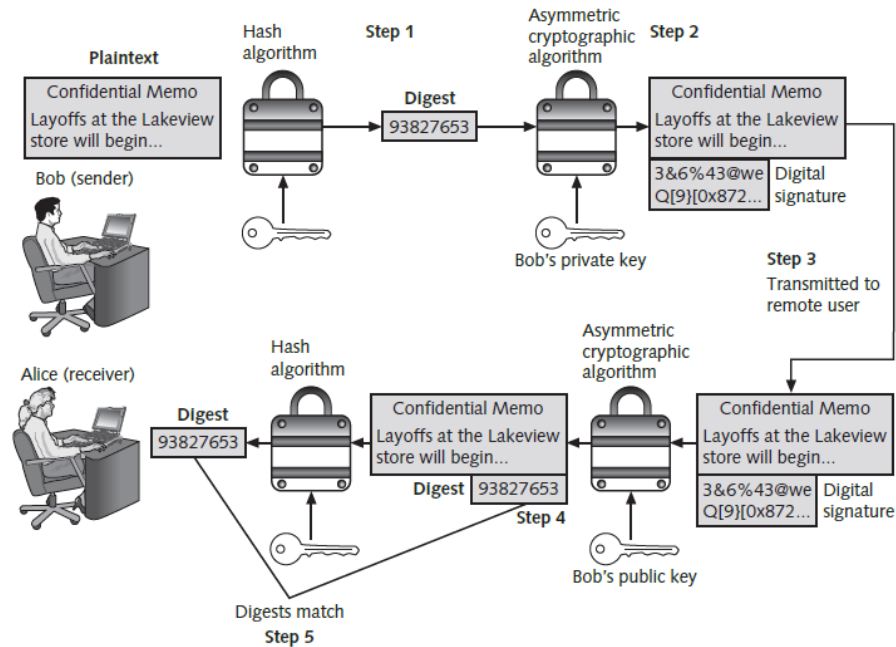 Hash
algorithm
Step 1
Asymmetric
cryptographic
algorithm
Step 2
Plaintext
Confidential Memo
Layoffs at the Lakeview
store will begin...
Digest
93827653
Confidential Memo
Layoffs at the Lakeview
store will begin...
3&6%43@we
Q[9}[0x872...
Digital
signature
Bob (sender)
Bob's private key
Step 3
Transmitted to
remote user
Alice (receiver)
Hash
algorithm
Asymmetric
cryptographic
algorithm
Digest
93827653
Confidential Memo
Layoffs at the Lakeview
store will begin...
Digest
93827653
Step 4
Confidential Memo
Layoffs at the Lakeview
store will begin...
3&6%43@we
Q[9}[0x872...
Digital
signature
Bob's public key
Digests match
Step 5